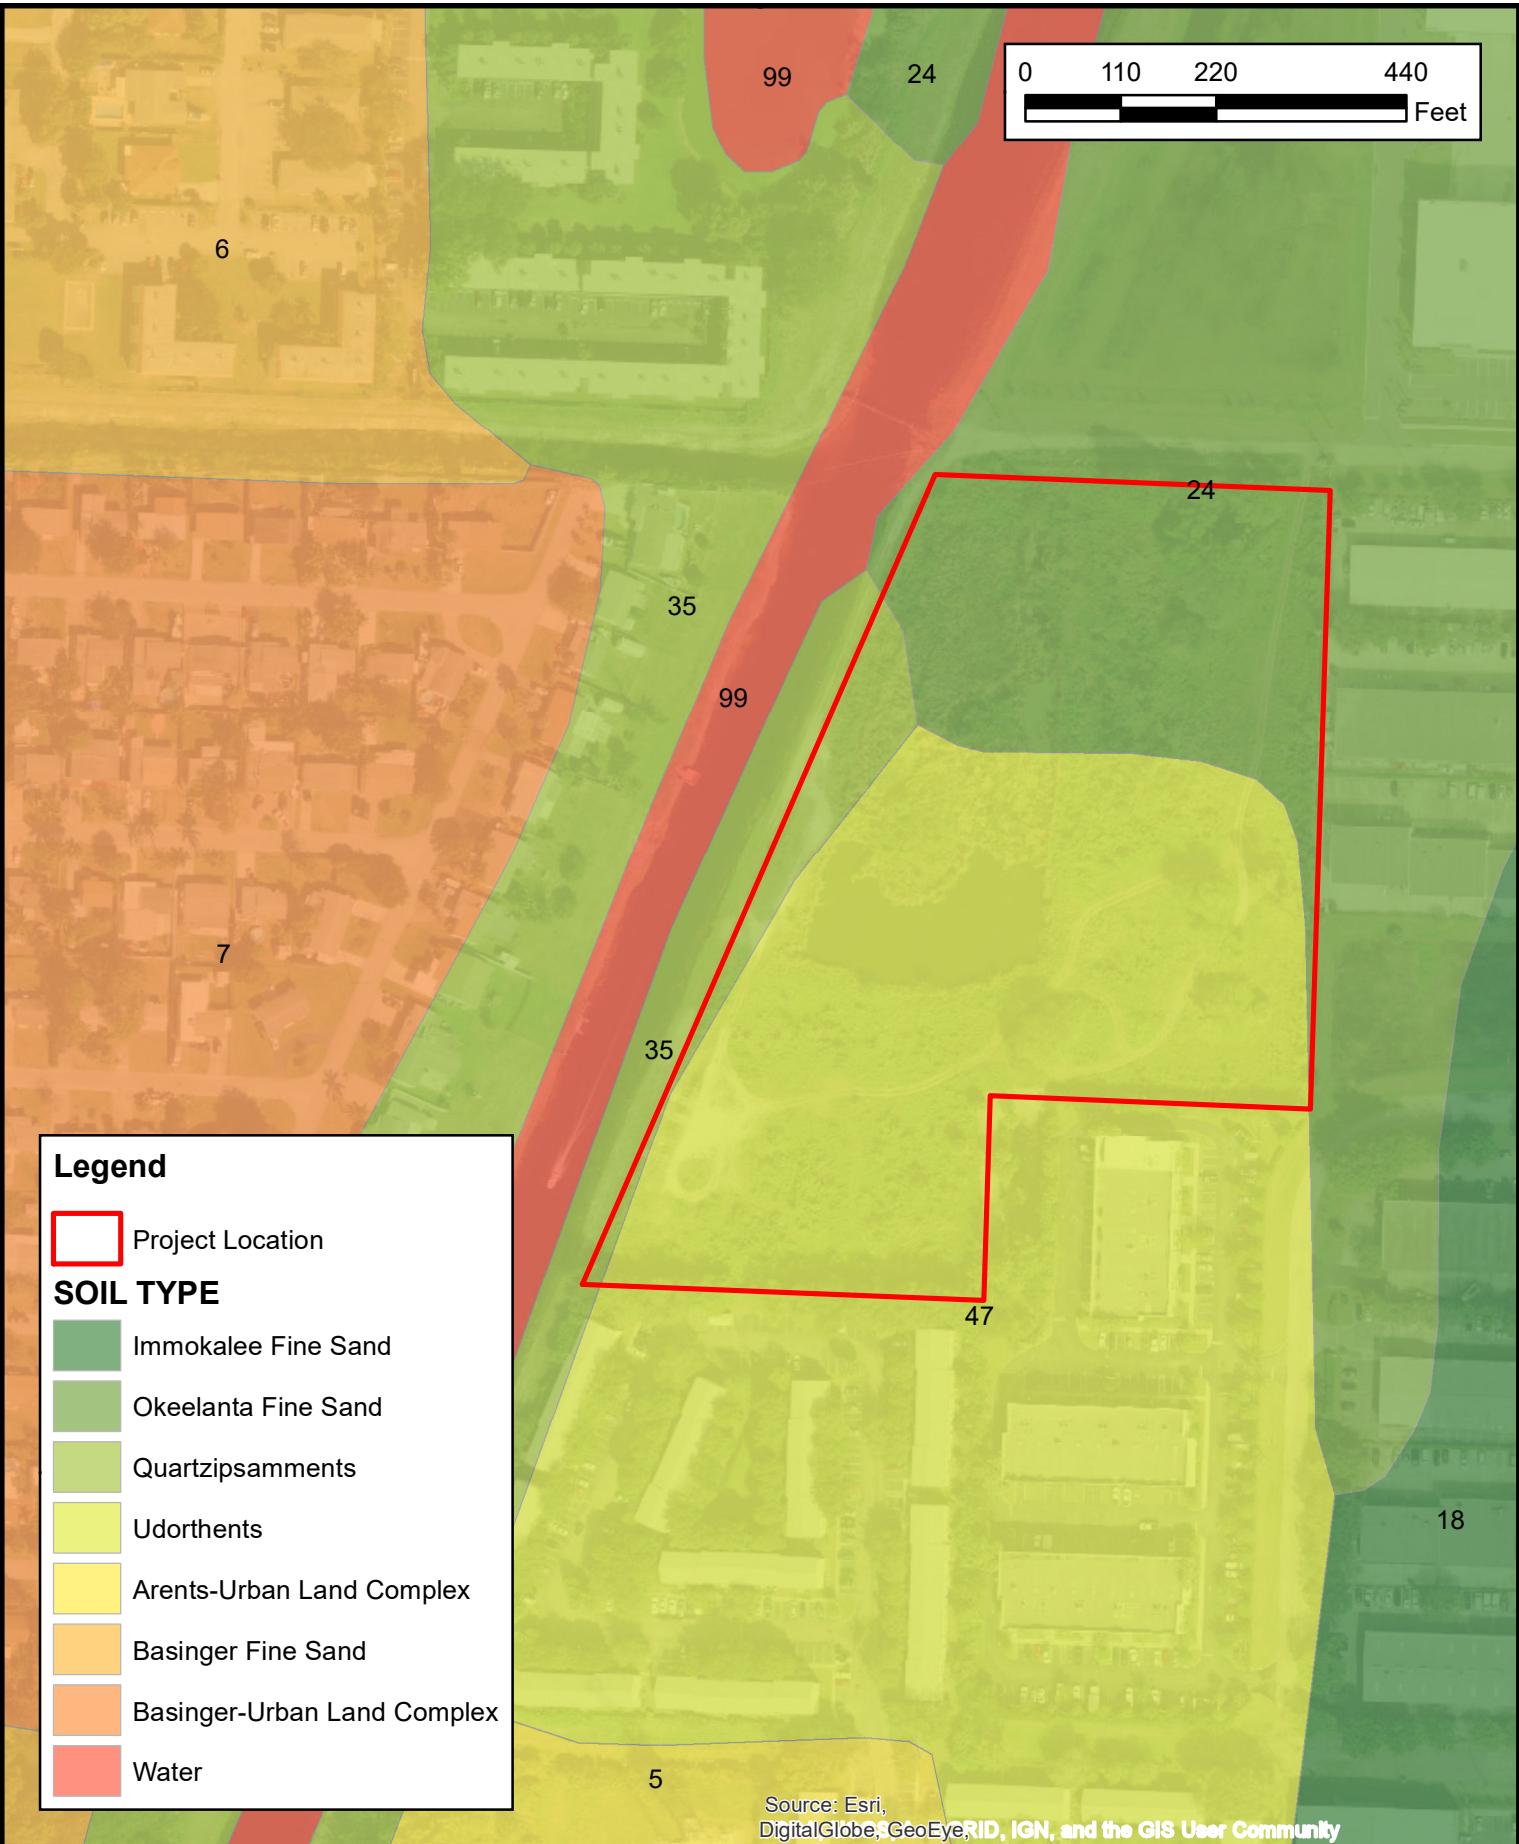 99
24
0 110 220 440
Feet
6
24
35
99
7
35
47
18
5
Legend
Project Location
SOIL TYPE
Immokalee Fine Sand
Okeelanta Fine Sand
Quartzipsamments
Udorthents
Arents-Urban Land Complex
Basinger Fine Sand
Basinger-Urban Land Complex
Water
Source: Esri,
DigitalGlobe, GeoEye, RID, IGN, and the GIS User Community